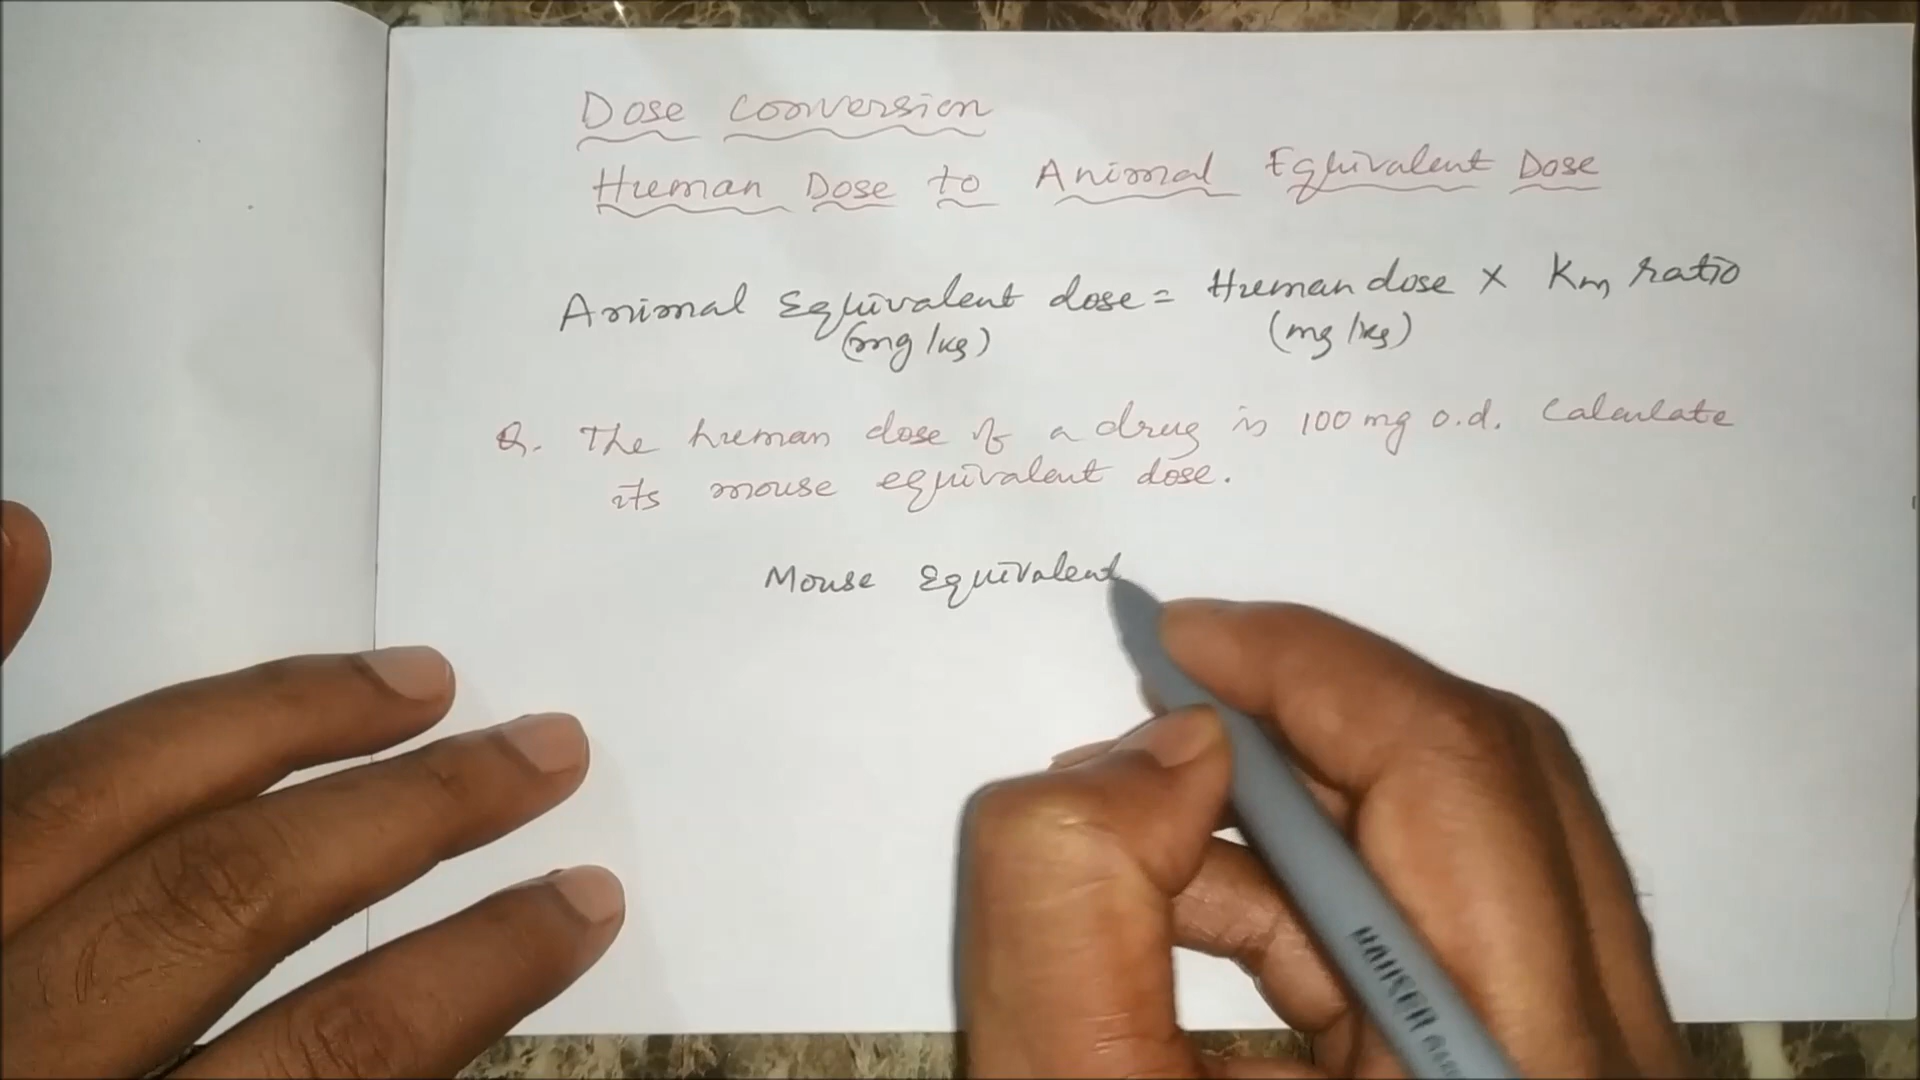 Dose Conversion
Human Dose to Animal Equivalent Dose
Animal Equivalent dose = Human dose × Km ratio
(mg/kg) (mg/kg)
Q. The human dose of a drug is 100 mg o.d. Calculate
its mouse equivalent dose.
Mouse Equivalent
HAUSER